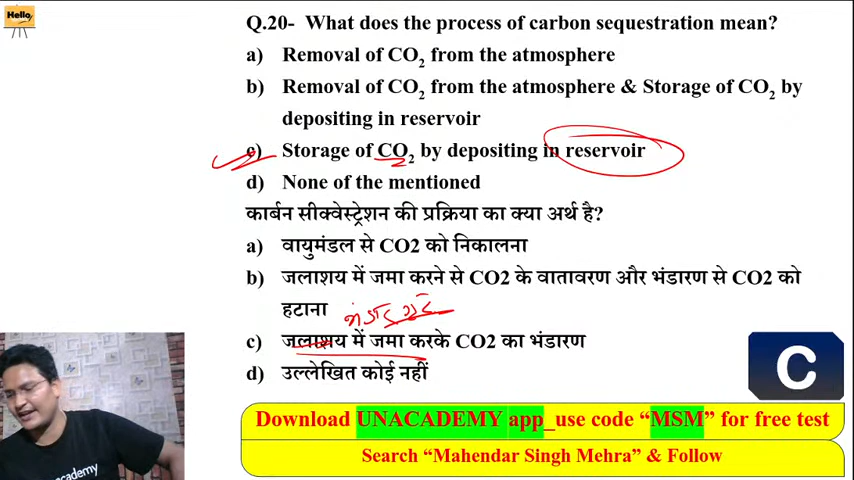 Hello
Q.20- What does the process of carbon sequestration mean?
a) Removal of CO₂ from the atmosphere
b) Removal of CO₂ from the atmosphere & Storage of CO₂ by
depositing in reservoir
c) Storage of CO₂ by depositing in reservoir
d) None of the mentioned
कार्बन सीक्वेस्ट्रेशन की प्रक्रिया का क्या अर्थ है?
a) वायुमंडल से CO2 को निकालना
b) जलाशय में जमा करने से CO2 के वातावरण और भंडारण से CO2 को
हटाना
c) जलाशय में जमा करके CO2 का भंडारण
d) उल्लेखित कोई नहीं
C
Download UNACADEMY app_use code “MSM” for free test
Search “Mahendar Singh Mehra” & Follow